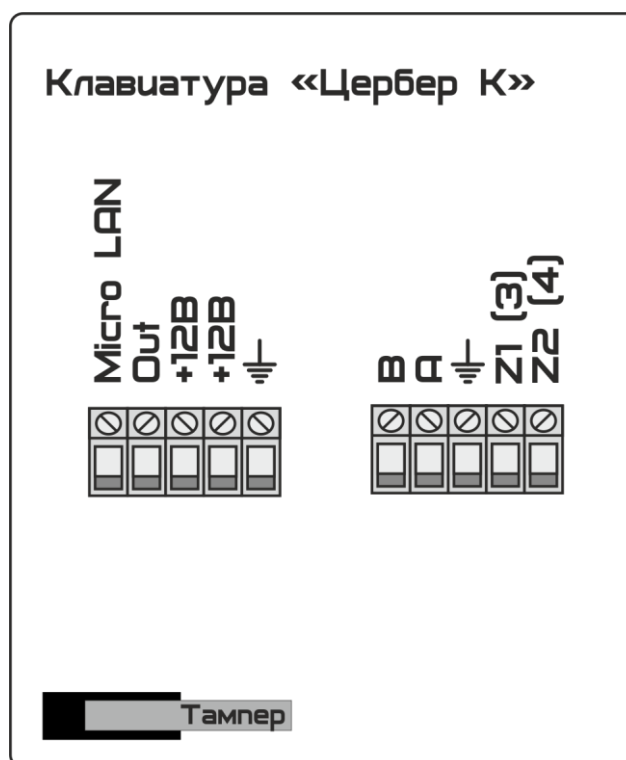 Клавиатура «Цербер К»
Micro LAN
Out
+12В
+12В
В
А
Z1 (3)
Z2 (4)
Тампер